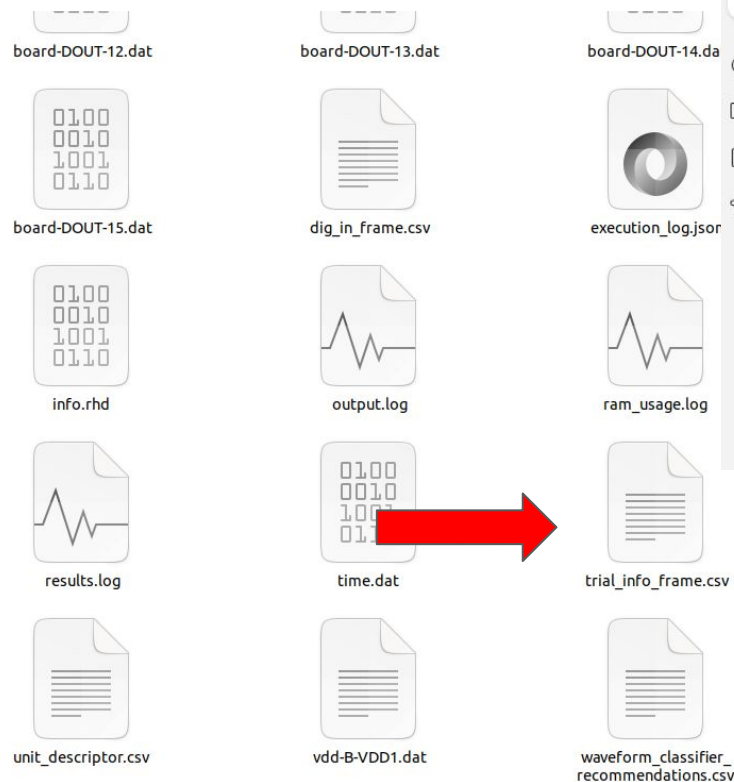 board-DOUT-12.dat
board-DOUT-13.dat
board-DOUT-14.da
0100
0010
1001
0110
board-DOUT-15.dat
dig_in_frame.csv
execution_log.json
0100
0010
1001
0110
info.rhd
output.log
ram_usage.log
0100
0010
100
011
results.log
time.dat
trial_info_frame.csv
unit_descriptor.csv
vdd-B-VDD1.dat
waveform_classifier_
recommendations.csv